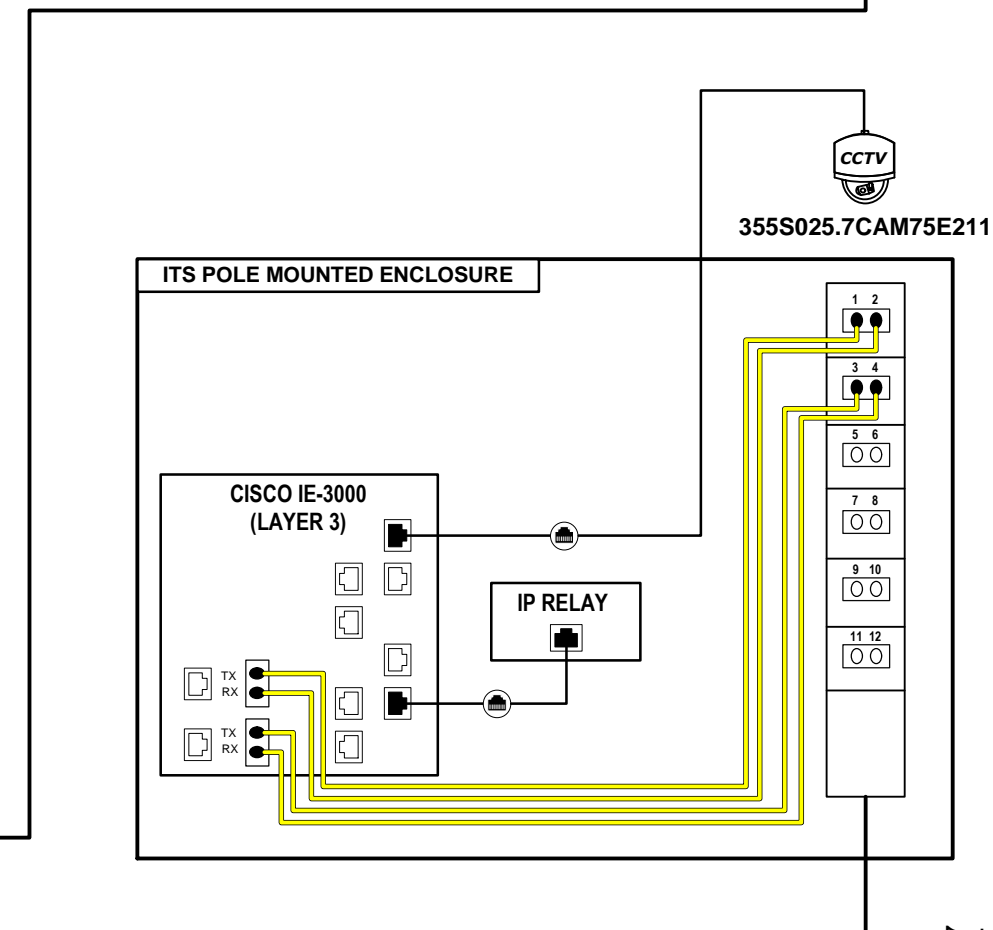 CCTV
355S025.7CAM75E211
ITS POLE MOUNTED ENCLOSURE
1 2
3 4
5 6
7 8
9 10
11 12
CISCO IE-3000
(LAYER 3)
IP RELAY
TX
RX
TX
RX